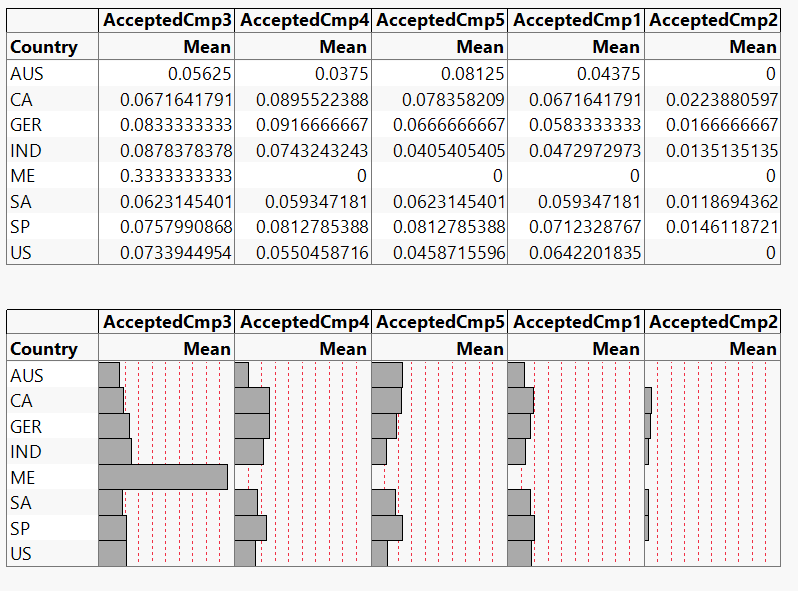 AcceptedCmp3 AcceptedCmp4 AcceptedCmp5 AcceptedCmp1 AcceptedCmp2
Country Mean Mean Mean Mean Mean
AUS 0.05625 0.0375 0.08125 0.04375 0
CA 0.0671641791 0.0895522388 0.078358209 0.0671641791 0.0223880597
GER 0.0833333333 0.0916666667 0.0666666667 0.0583333333 0.0166666667
IND 0.0878378378 0.0743243243 0.0405405405 0.0472972973 0.0135135135
ME 0.3333333333 0 0 0 0
SA 0.0623145401 0.059347181 0.0623145401 0.059347181 0.0118694362
SP 0.0757990868 0.0812785388 0.0812785388 0.0712328767 0.0146118721
US 0.0733944954 0.0550458716 0.0458715596 0.0642201835 0
AcceptedCmp3 AcceptedCmp4 AcceptedCmp5 AcceptedCmp1 AcceptedCmp2
Country Mean Mean Mean Mean Mean
AUS
CA
GER
IND
ME
SA
SP
US